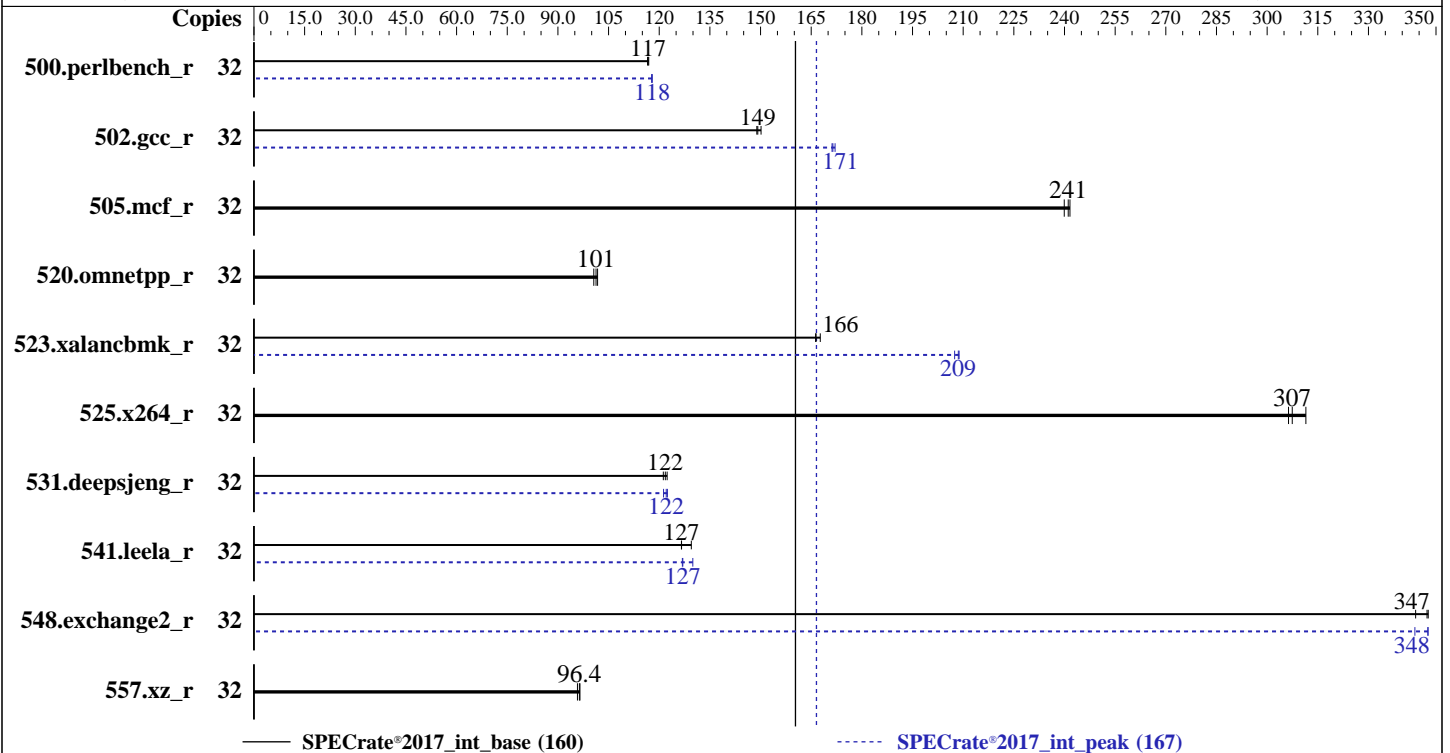 Copies 0 15.0 30.0 45.0 60.0 75.0 90.0 105 120 135 150 165 180 195 210 225 240 255 270 285 300 315 330 350
117
500.perlbench_r 32
118
149
502.gcc_r 32
171
241
505.mcf_r 32
101
520.omnetpp_r 32
166
523.xalancbmk_r 32
209
307
525.x264_r 32
122
531.deepsjeng_r 32
122
127
541.leela_r 32
127
347
548.exchange2_r 32
348
96.4
557.xz_r 32
SPECrate®2017_int_base (160) SPECrate®2017_int_peak (167)